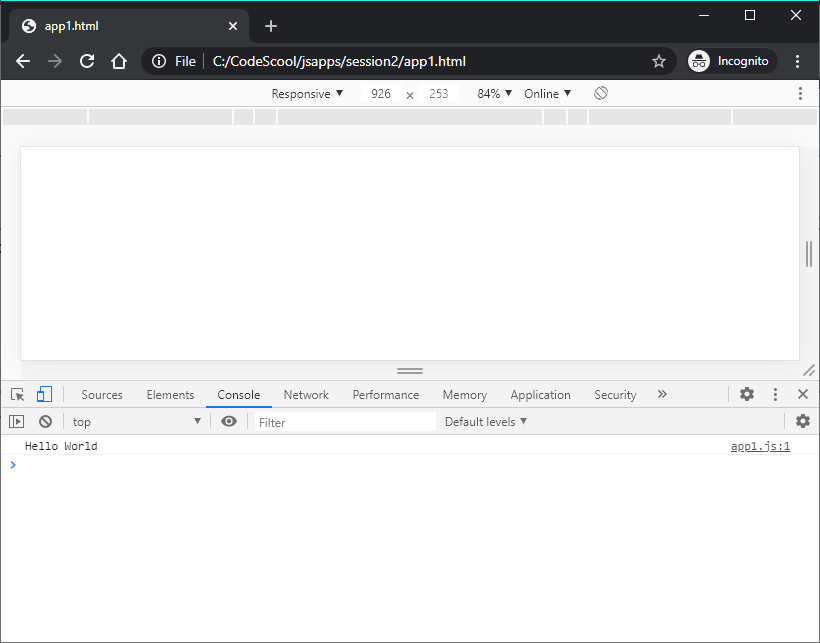 app1.html
File C:/CodeScool/jsapps/session2/app1.html Incognito
Responsive ▼ 926 × 253 84% ▼ Online ▼
Sources Elements Console Network Performance Memory Application Security »
top ▼ Filter Default levels ▼
Hello World app1.js:1